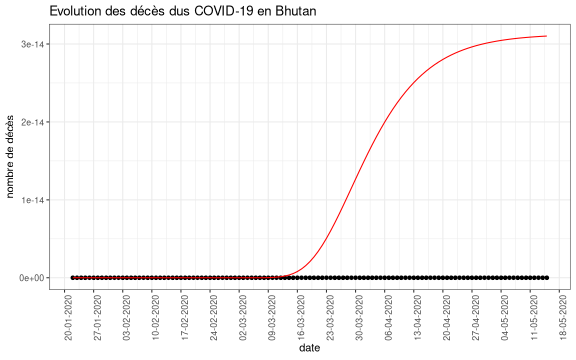 Evolution des décès dus COVID-19 en Bhutan
nombre de décès
3e-14
2e-14
1e-14
0e+00
20-01-2020
27-01-2020
03-02-2020
10-02-2020
17-02-2020
24-02-2020
02-03-2020
09-03-2020
16-03-2020
23-03-2020
30-03-2020
06-04-2020
13-04-2020
20-04-2020
27-04-2020
04-05-2020
11-05-2020
18-05-2020
date